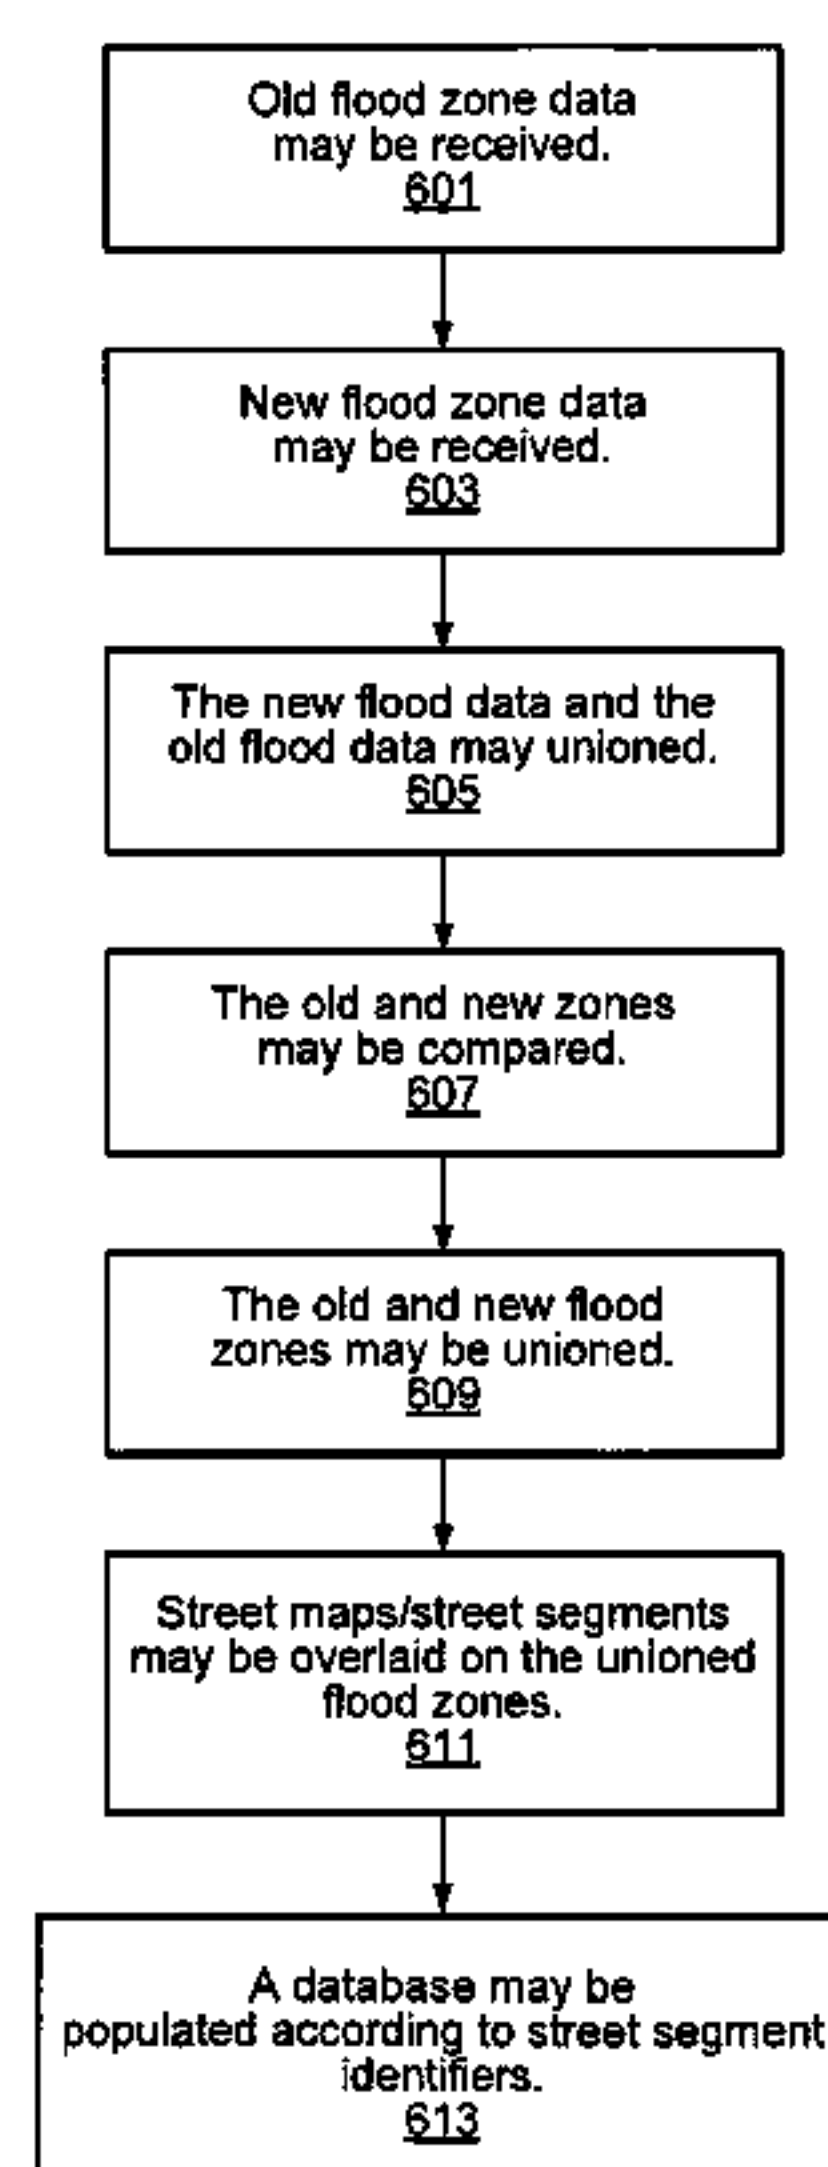 Old flood zone data
may be received.
601
New flood zone data
may be received.
603
The new flood data and the
old flood data may unioned.
605
The old and new zones
may be compared.
607
The old and new flood
zones may be unioned.
609
Street maps/street segments
may be overlaid on the unioned
flood zones.
611
A database may be
populated according to street segment
identifiers.
613